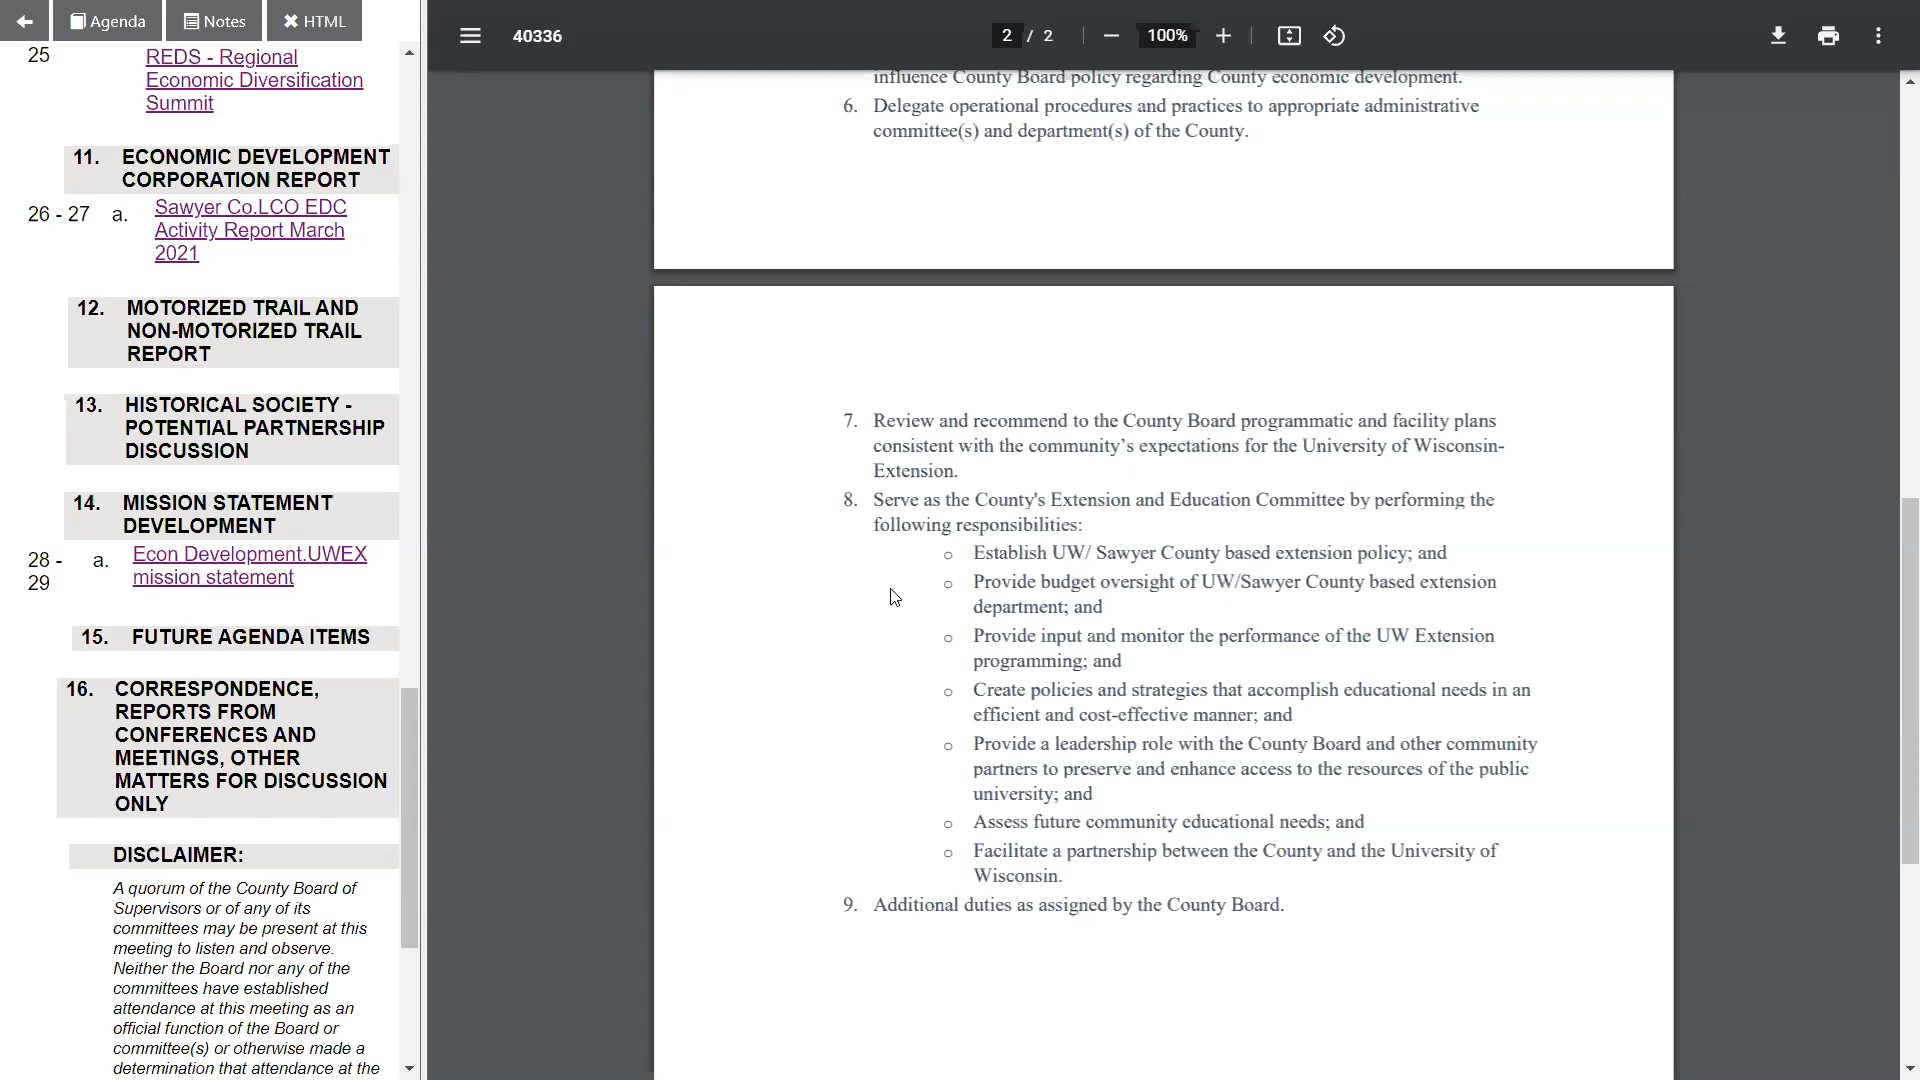 Agenda
Notes
HTML
40336
2 / 2
100%
25
REDS - Regional
Economic Diversification
Summit
11. ECONOMIC DEVELOPMENT
CORPORATION REPORT
26 - 27 a. Sawyer Co.LCO EDC
Activity Report March
2021
12. MOTORIZED TRAIL AND
NON-MOTORIZED TRAIL
REPORT
13. HISTORICAL SOCIETY -
POTENTIAL PARTNERSHIP
DISCUSSION
14. MISSION STATEMENT
DEVELOPMENT
28 - 29 a. Econ Development.UWEX
mission statement
15. FUTURE AGENDA ITEMS
16. CORRESPONDENCE,
REPORTS FROM
CONFERENCES AND
MEETINGS, OTHER
MATTERS FOR DISCUSSION
ONLY
DISCLAIMER:
A quorum of the County Board of
Supervisors or of any of its
committees may be present at this
meeting to listen and observe.
Neither the Board nor any of the
committees have established
attendance at this meeting as an
official function of the Board or
committee(s) or otherwise made a
determination that attendance at the
influence County Board policy regarding County economic development.
6. Delegate operational procedures and practices to appropriate administrative
committee(s) and department(s) of the County.
7. Review and recommend to the County Board programmatic and facility plans
consistent with the community’s expectations for the University of Wisconsin-
Extension.
8. Serve as the County's Extension and Education Committee by performing the
following responsibilities:
o Establish UW/ Sawyer County based extension policy; and
o Provide budget oversight of UW/Sawyer County based extension
department; and
o Provide input and monitor the performance of the UW Extension
programming; and
o Create policies and strategies that accomplish educational needs in an
efficient and cost-effective manner; and
o Provide a leadership role with the County Board and other community
partners to preserve and enhance access to the resources of the public
university; and
o Assess future community educational needs; and
o Facilitate a partnership between the County and the University of
Wisconsin.
9. Additional duties as assigned by the County Board.